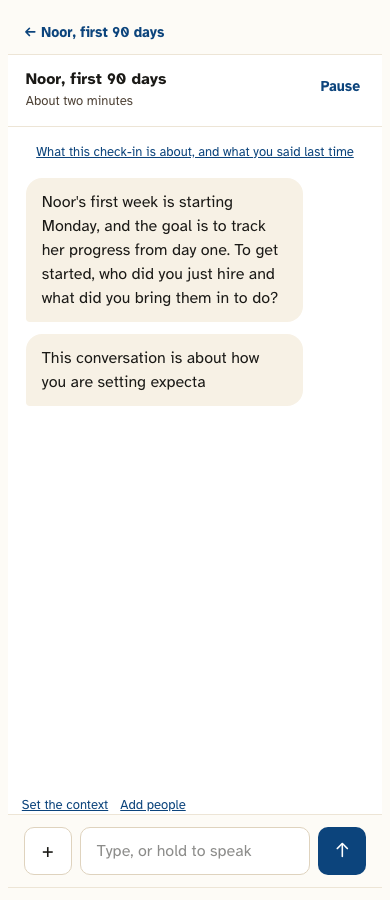 ← Noor, first 90 days
Noor, first 90 days
About two minutes
Pause
What this check-in is about, and what you said last time
Noor's first week is starting
Monday, and the goal is to track
her progress from day one. To get
started, who did you just hire and
what did you bring them in to do?
This conversation is about how
you are setting expecta
Set the context
Add people
+
Type, or hold to speak
↑